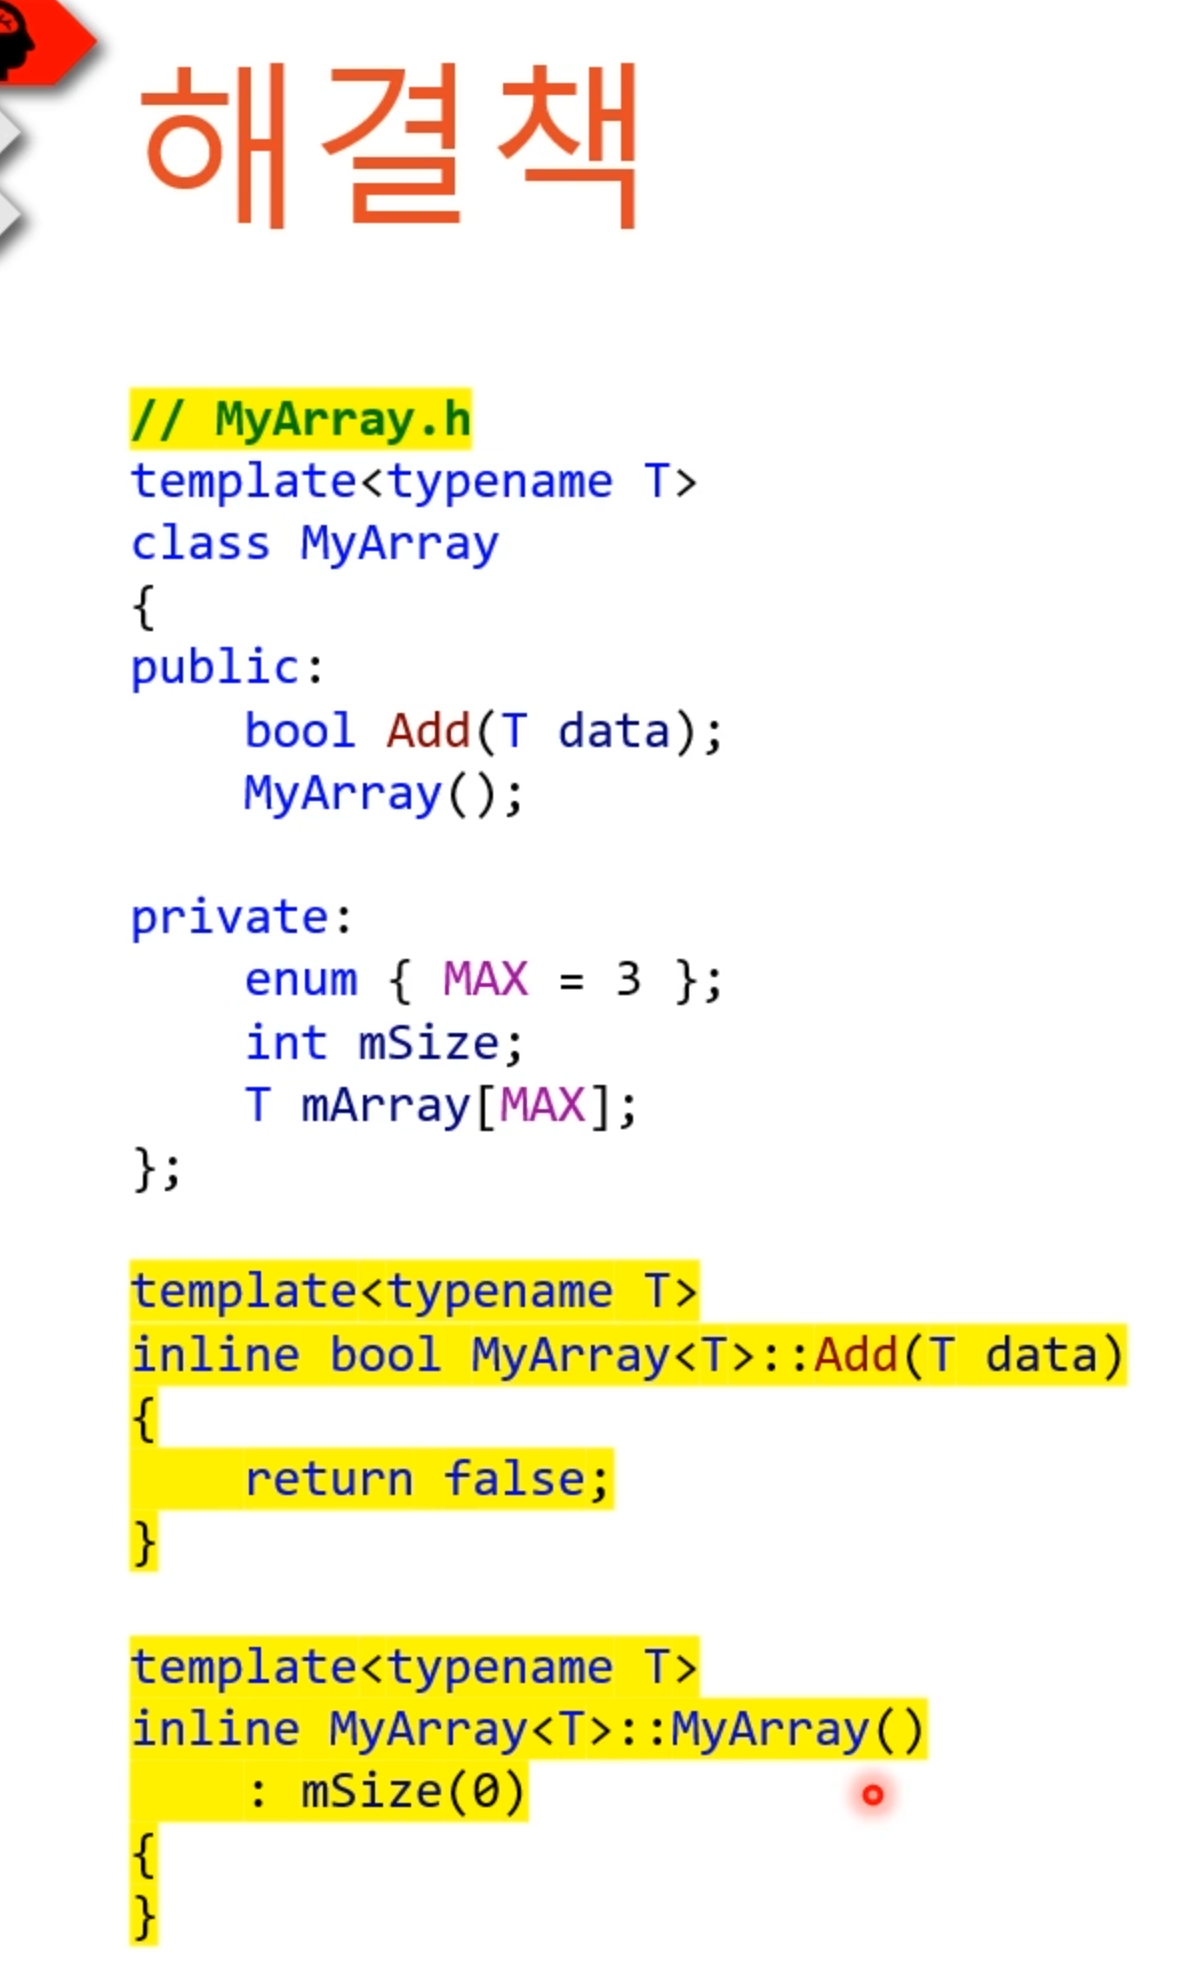 해결책
// MyArray.h
template<typename T>
class MyArray
{
public:
    bool Add(T data);
    MyArray();
private:
    enum { MAX = 3 };
    int mSize;
    T mArray[MAX];
};
template<typename T>
inline bool MyArray<T>::Add(T data)
{
    return false;
}
template<typename T>
inline MyArray<T>::MyArray()
    : mSize(0)
{
}